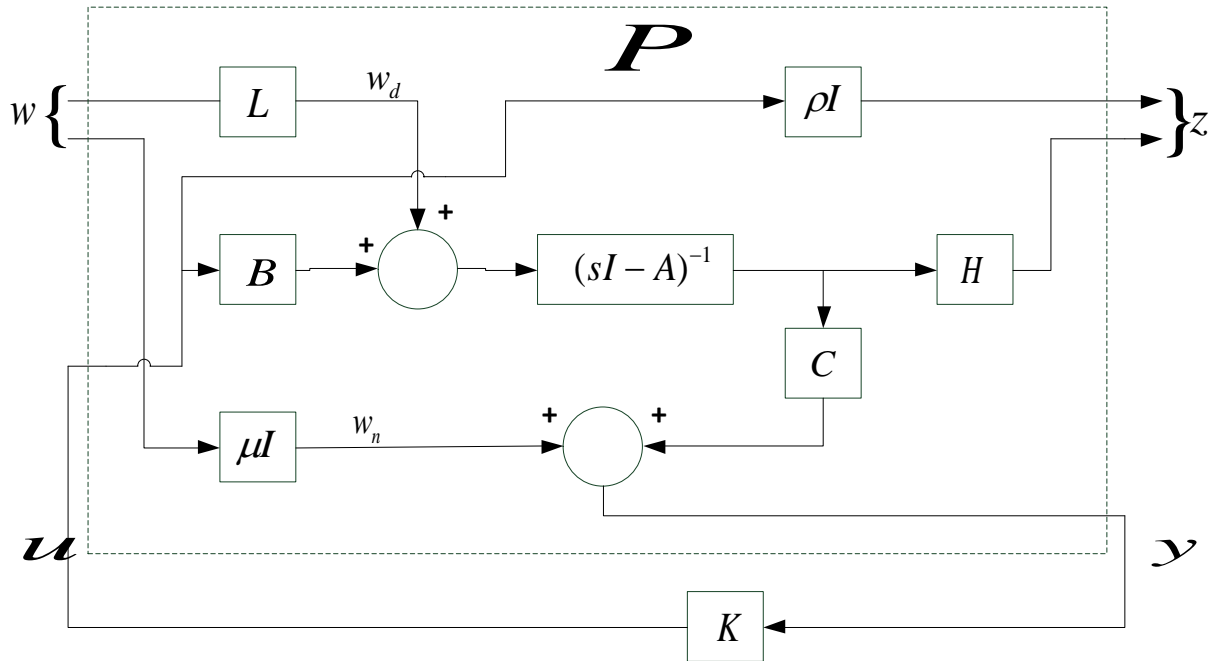 P
w {
L
w_d
ρI
} z
+
+
B
(sI − A)^{−1}
H
C
+
+
μI
w_n
u
y
K